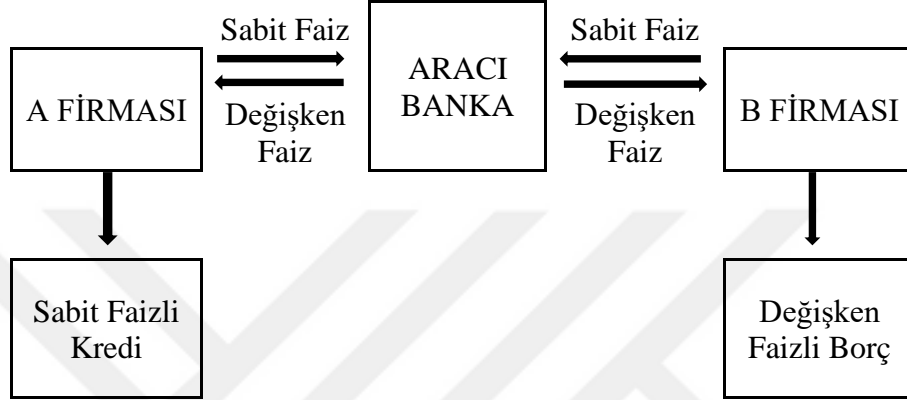 Sabit Faiz
Sabit Faiz
A FİRMASI
ARACI
BANKA
B FİRMASI
Değişken
Faiz
Değişken
Faiz
Sabit Faizli
Kredi
Değişken
Faizli Borç